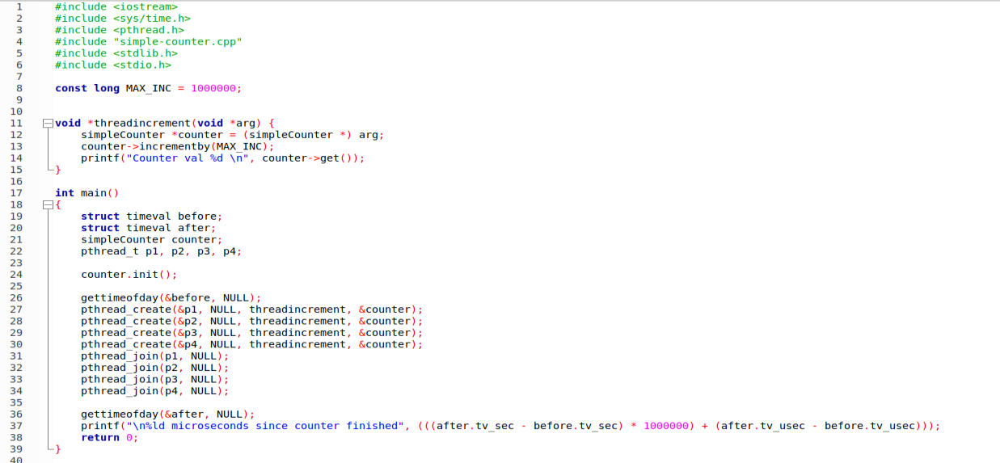 1 #include <iostream>
2 #include <sys/time.h>
3 #include <pthread.h>
4 #include "simple-counter.cpp"
5 #include <stdlib.h>
6 #include <stdio.h>
7
8 const long MAX_INC = 1000000;
9
10
11 void *threadincrement(void *arg) {
12     simpleCounter *counter = (simpleCounter *) arg;
13     counter->incrementby(MAX_INC);
14     printf("Counter val %d \n", counter->get());
15 }
16
17 int main()
18 {
19     struct timeval before;
20     struct timeval after;
21     simpleCounter counter;
22     pthread_t p1, p2, p3, p4;
23
24     counter.init();
25
26     gettimeofday(&before, NULL);
27     pthread_create(&p1, NULL, threadincrement, &counter);
28     pthread_create(&p2, NULL, threadincrement, &counter);
29     pthread_create(&p3, NULL, threadincrement, &counter);
30     pthread_create(&p4, NULL, threadincrement, &counter);
31     pthread_join(p1, NULL);
32     pthread_join(p2, NULL);
33     pthread_join(p3, NULL);
34     pthread_join(p4, NULL);
35
36     gettimeofday(&after, NULL);
37     printf("\n%ld microseconds since counter finished", (((after.tv_sec - before.tv_sec) * 1000000) + (after.tv_usec - before.tv_usec)));
38     return 0;
39 }
40